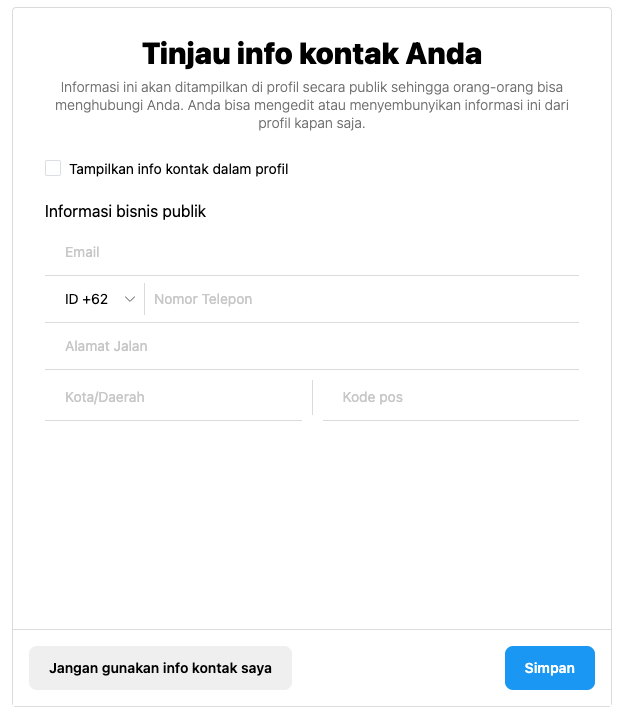 Tinjau info kontak Anda
Informasi ini akan ditampilkan di profil secara publik sehingga orang-orang bisa
menghubungi Anda. Anda bisa mengedit atau menyembunyikan informasi ini dari
profil kapan saja.
Tampilkan info kontak dalam profil
Informasi bisnis publik
Email
ID +62 Nomor Telepon
Alamat Jalan
Kota/Daerah Kode pos
Jangan gunakan info kontak saya Simpan